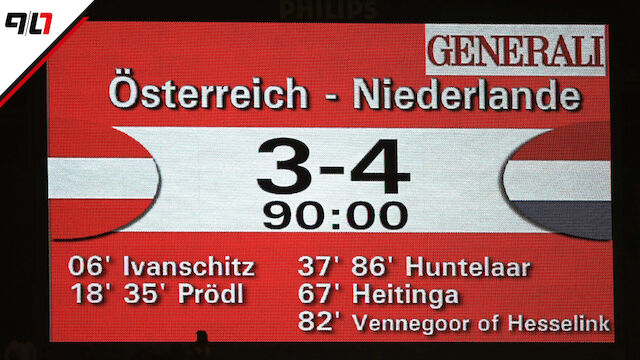 PHILIPS
GENERALI
Österreich - Niederlande
3-4
90:00
06' Ivanschitz
18' 35' Prödl
37' 86' Huntelaar
67' Heitinga
82' Vennegoor of Hesselink